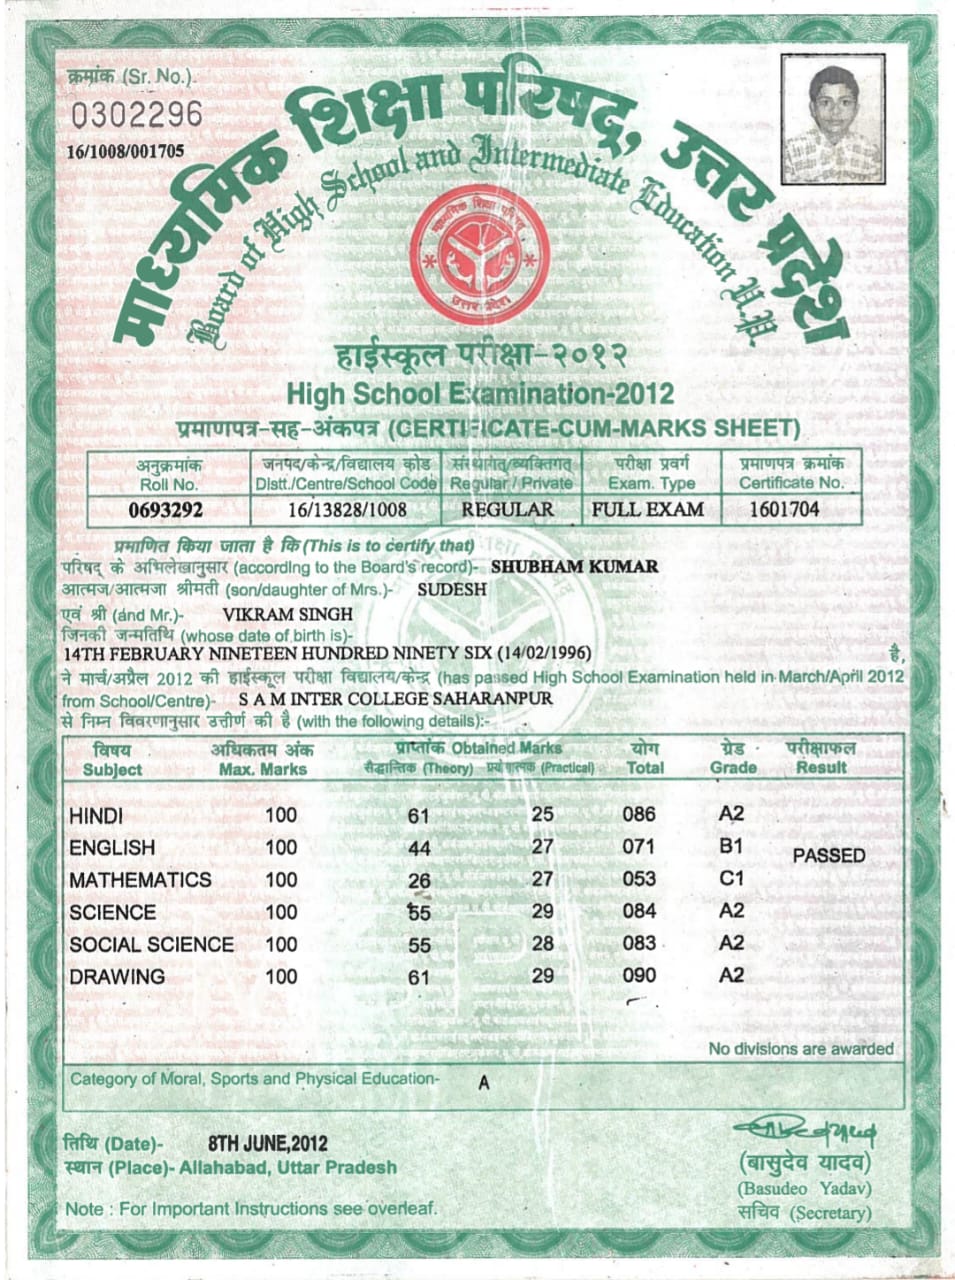 क्रमांक (Sr. No.)
0302296
16/1008/001705
माध्यमिक शिक्षा परिषद्, उत्तर प्रदेश
Board of High School and Intermediate Education U.P.
माध्यमिक शिक्षा परिषद्
उत्तर प्रदेश
हाईस्कूल परीक्षा-२०१२
High School Examination-2012
प्रमाणपत्र-सह-अंकपत्र (CERTIFICATE-CUM-MARKS SHEET)
अनुक्रमांक जनपद/केन्द्र/विद्यालय कोड संस्थागत/व्यक्तिगत परीक्षा प्रवर्ग प्रमाणपत्र क्रमांक
Roll No. Distt./Centre/School Code Regular / Private Exam. Type Certificate No.
0693292 16/13828/1008 REGULAR FULL EXAM 1601704
प्रमाणित किया जाता है कि (This is to certify that)
परिषद् के अभिलेखानुसार (according to the Board's record)- SHUBHAM KUMAR
आत्मज/आत्मजा श्रीमती (son/daughter of Mrs.)- SUDESH
एवं श्री (and Mr.)- VIKRAM SINGH
जिनकी जन्मतिथि (whose date of birth is)-
14TH FEBRUARY NINETEEN HUNDRED NINETY SIX (14/02/1996) है,
ने मार्च/अप्रैल 2012 की हाईस्कूल परीक्षा विद्यालय/केन्द्र (has passed High School Examination held in March/April 2012
from School/Centre)- S A M INTER COLLEGE SAHARANPUR
से निम्न विवरणानुसार उत्तीर्ण की है (with the following details):-
विषय अधिकतम अंक प्राप्तांक Obtained Marks योग ग्रेड परीक्षाफल
Subject Max. Marks सैद्धान्तिक (Theory) प्रयोगात्मक (Practical) Total Grade Result
HINDI 100 61 25 086 A2
ENGLISH 100 44 27 071 B1 PASSED
MATHEMATICS 100 26 27 053 C1
SCIENCE 100 55 29 084 A2
SOCIAL SCIENCE 100 55 28 083 A2
DRAWING 100 61 29 090 A2
No divisions are awarded
Category of Moral, Sports and Physical Education- A
तिथि (Date)- 8TH JUNE,2012
स्थान (Place)- Allahabad, Uttar Pradesh
Note : For Important Instructions see overleaf.
(बासुदेव यादव)
(Basudeo Yadav)
सचिव (Secretary)